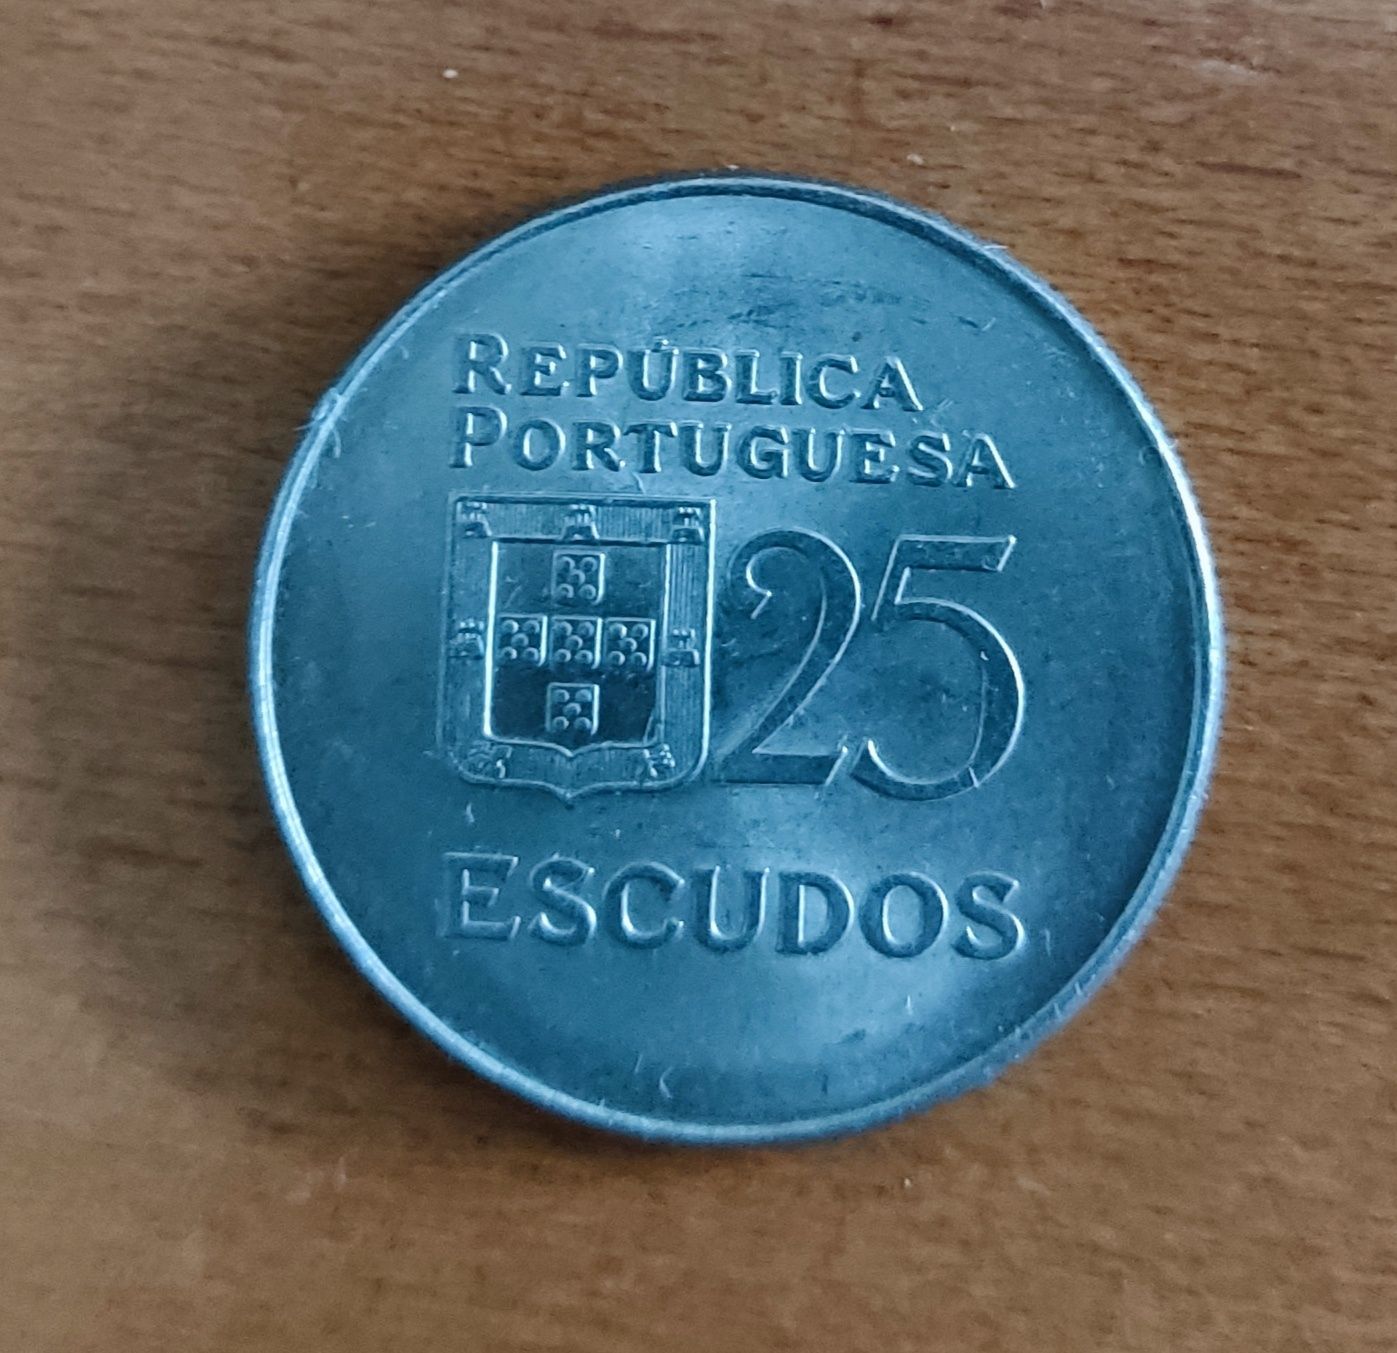 REPÚBLICA
PORTUGUESA
25
ESCUDOS